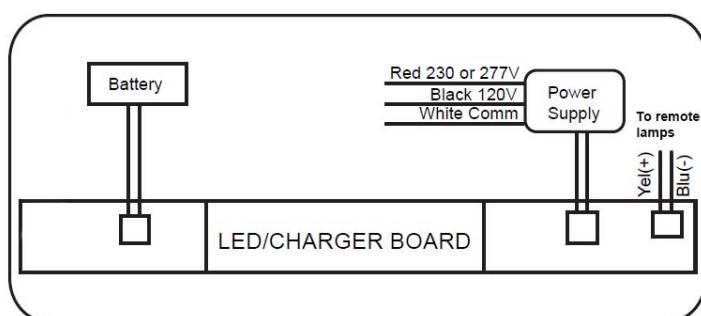 Battery
Red 230 or 277V
Black 120V
White Comm
Power
Supply
To remote
lamps
Yel(+)
Blu(-)
LED/CHARGER BOARD